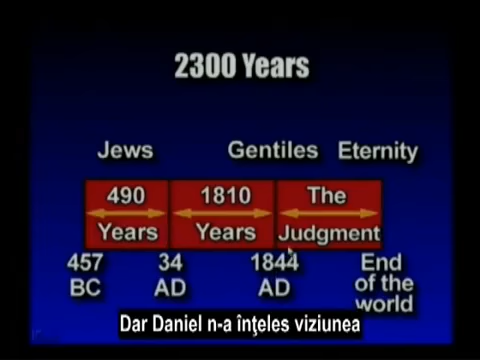 2300 Years
Jews Gentiles Eternity
490 1810 The
Years Years Judgment
457 34 1844 End
BC AD AD of the
world
Dar Daniel n-a înţeles viziunea